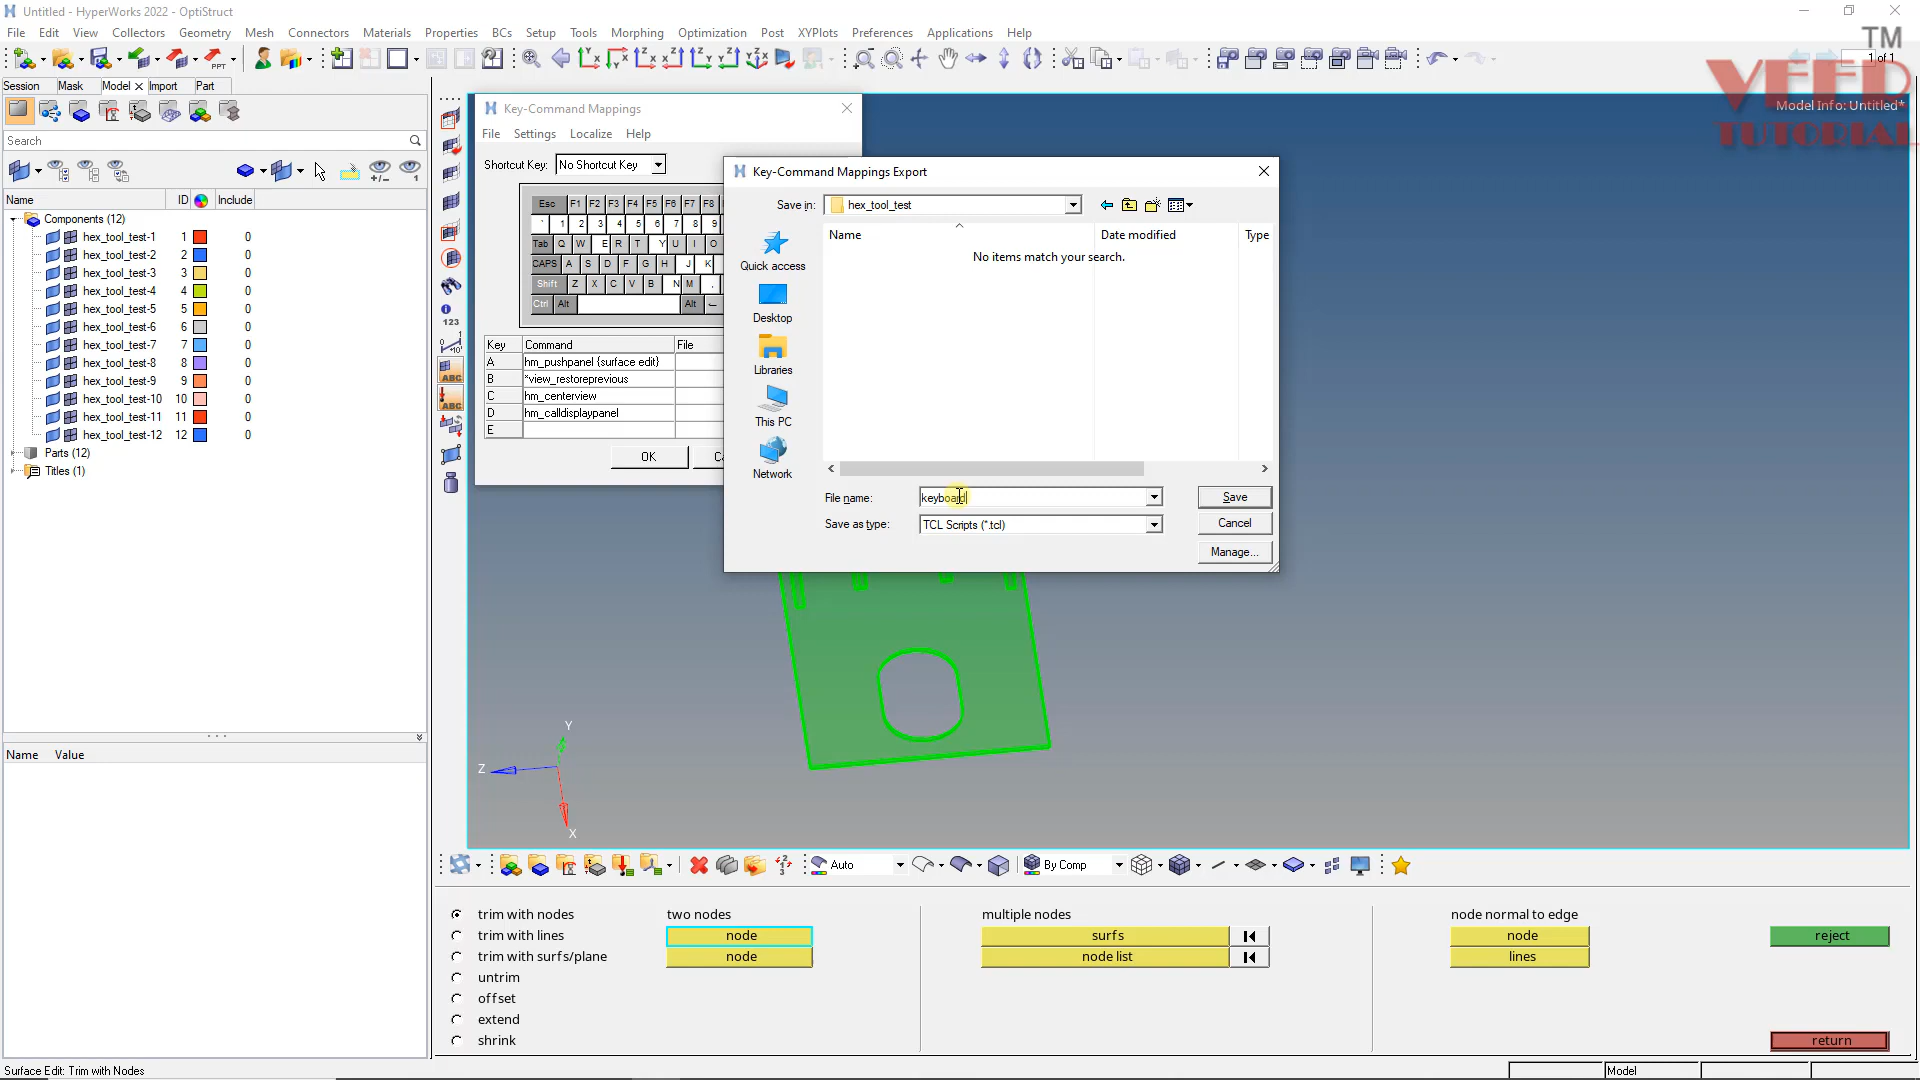 Untitled - HyperWorks 2022 - OptiStruct
File Edit View Collectors Geometry Mesh Connectors Materials Properties BCs Setup Tools Morphing Optimization Post XYPlots Preferences Applications Help
TM
1 of 1
VEED
TUTORIAL
Session Mask Model Import Part
Model Info: Untitled*
Search
Name ID Include
Components (12)
hex_tool_test-1 1 0
hex_tool_test-2 2 0
hex_tool_test-3 3 0
hex_tool_test-4 4 0
hex_tool_test-5 5 0
hex_tool_test-6 6 0
hex_tool_test-7 7 0
hex_tool_test-8 8 0
hex_tool_test-9 9 0
hex_tool_test-10 10 0
hex_tool_test-11 11 0
hex_tool_test-12 12 0
Parts (12)
Titles (1)
Name Value
123
ABC
ABC
Key-Command Mappings
File Settings Localize Help
Shortcut Key: No Shortcut Key
Esc F1 F2 F3 F4 F5 F6 F7 F8
` 1 2 3 4 5 6 7 8 9
Tab Q W E R T Y U I O
CAPS A S D F G H J K
Shift Z X C V B N M ,
Ctrl Alt Alt
Key Command File
A hm_pushpanel {surface edit}
B *view_restoreprevious
C hm_centerview
D hm_calldisplaypanel
E
OK Ca
Key-Command Mappings Export
Save in: hex_tool_test
Name Date modified Type
No items match your search.
Quick access
Desktop
Libraries
This PC
Network
File name: keyboard Save
Save as type: TCL Scripts (*.tcl) Cancel
Manage...
Y
Z
X
Auto By Comp
trim with nodes two nodes multiple nodes node normal to edge
trim with lines node surfs node reject
trim with surfs/plane node node list lines
untrim
offset
extend
shrink return
Surface Edit: Trim with Nodes Model